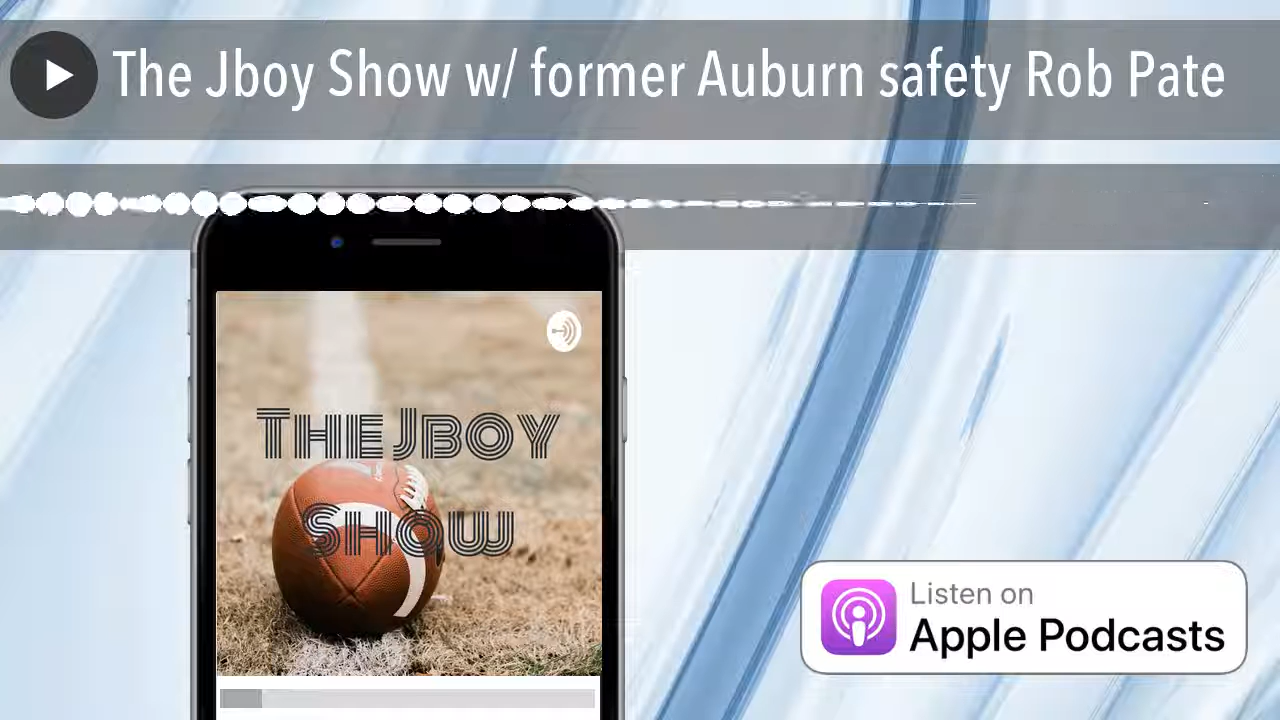 The Jboy Show w/ former Auburn safety Rob Pate
The Jboy
Show
Listen on
Apple Podcasts